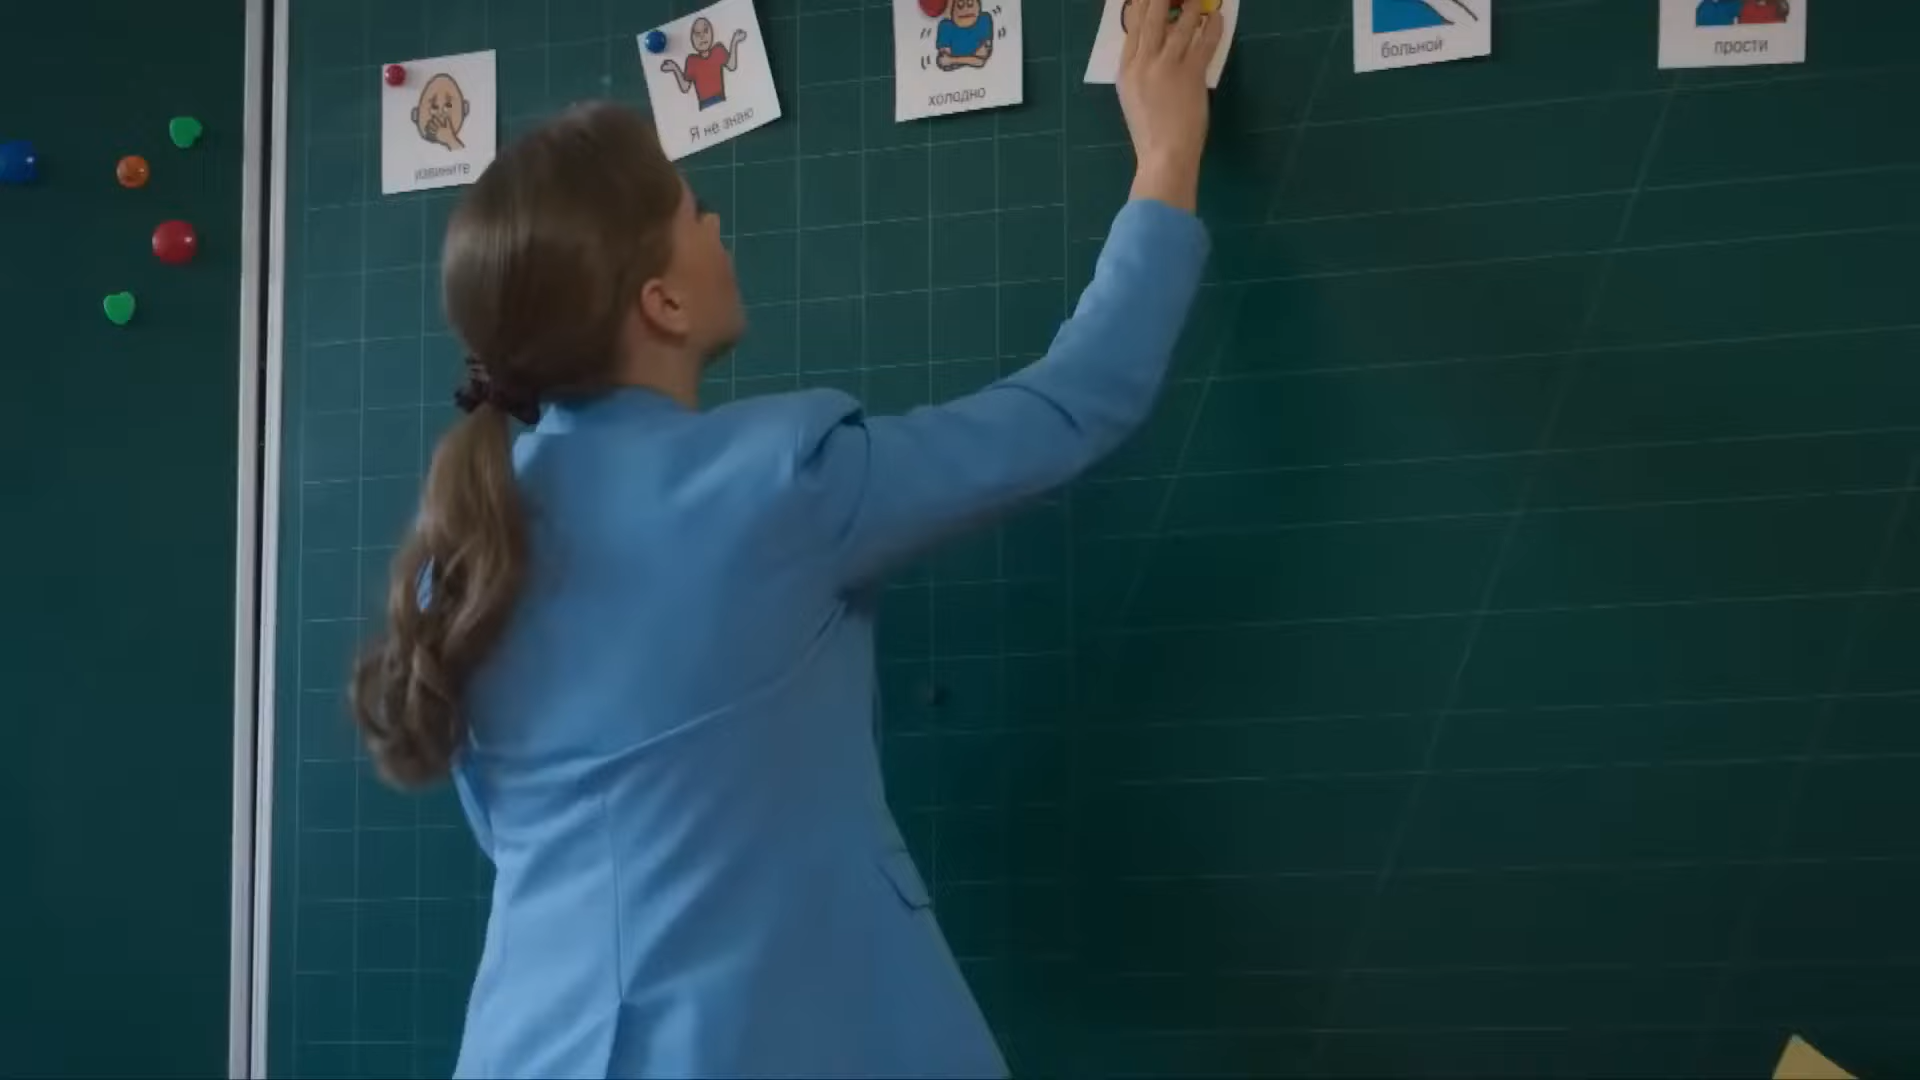 извините
Я не знаю
холодно
больной
прости